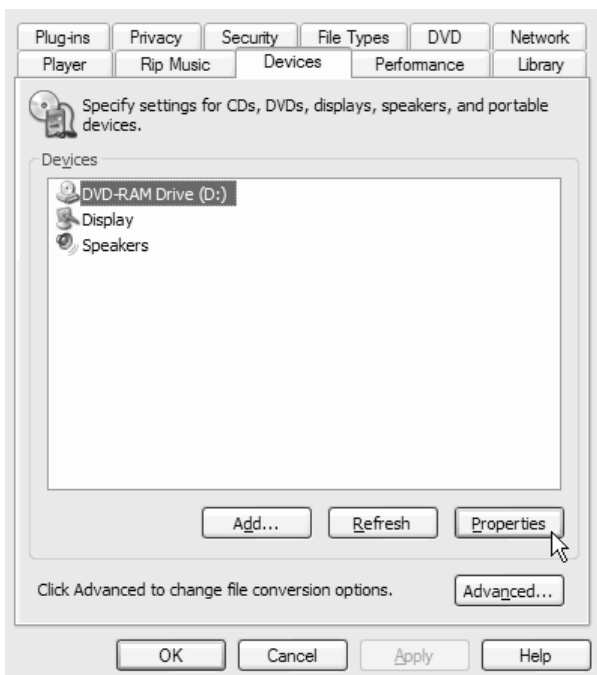 Plug-ins Privacy Security File Types DVD Network
Player Rip Music Devices Performance Library
Specify settings for CDs, DVDs, displays, speakers, and portable
devices.
Devices
DVD-RAM Drive (D:)
Display
Speakers
Add... Refresh Properties
Click Advanced to change file conversion options. Advanced...
OK Cancel Apply Help